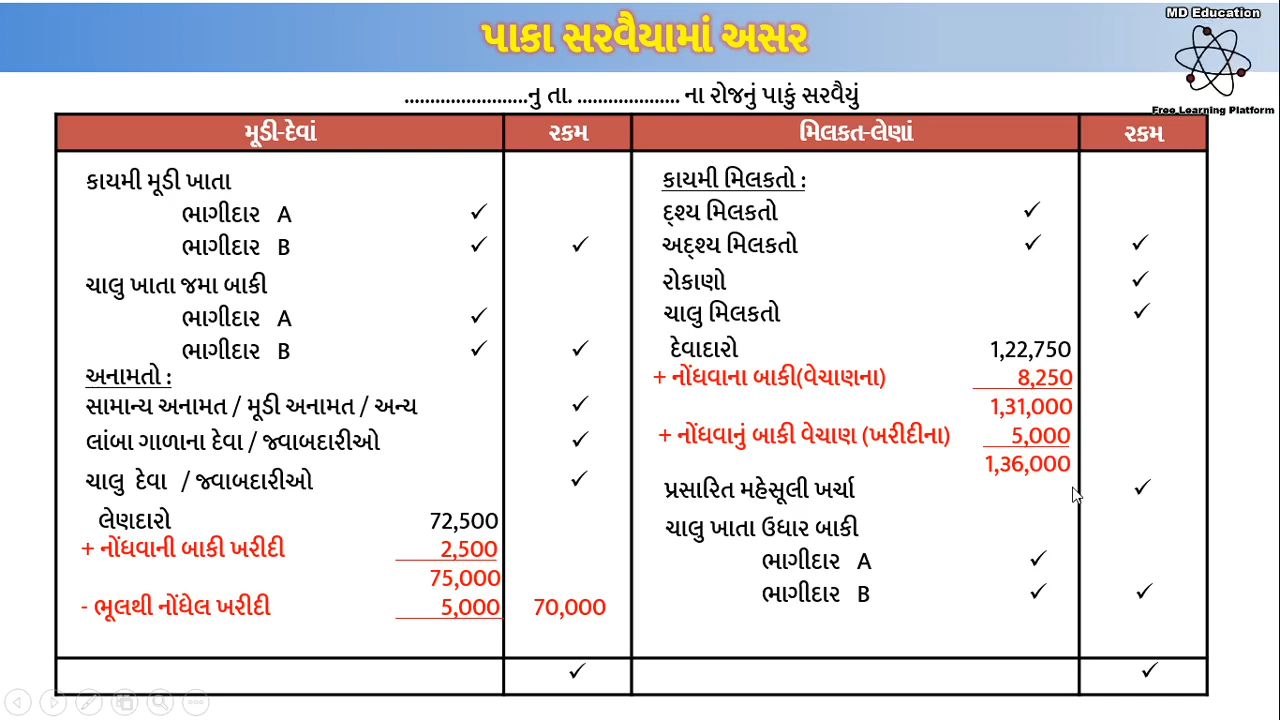 પાકા સરવૈયામાં અસર
MD Education
Free Learning Platform
........................નુ તા. .................... ના રોજનું પાકું સરવૈયું
મૂડી-દેવાં રકમ મિલકત-લેણાં રકમ
કાયમી મૂડી ખાતા
ભાગીદાર A ✓
ભાગીદાર B ✓ ✓
ચાલુ ખાતા જમા બાકી
ભાગીદાર A ✓
ભાગીદાર B ✓ ✓
અનામતો :
સામાન્ય અનામત / મૂડી અનામત / અન્ય ✓
લાંબા ગાળાના દેવા / જ્વાબદારીઓ ✓
ચાલુ દેવા / જ્વાબદારીઓ ✓
લેણદારો 72,500
+ નોંધવાની બાકી ખરીદી 2,500
75,000
- ભૂલથી નોંધેલ ખરીદી 5,000 70,000
✓
કાયમી મિલકતો :
દ્શ્ય મિલકતો ✓
અદ્શ્ય મિલકતો ✓ ✓
રોકાણો ✓
ચાલુ મિલકતો ✓
દેવાદારો 1,22,750
+ નોંધવાના બાકી(વેચાણના) 8,250
1,31,000
+ નોંધવાનું બાકી વેચાણ (ખરીદીના) 5,000
1,36,000
પ્રસારિત મહેસૂલી ખર્ચા ✓
ચાલુ ખાતા ઉધાર બાકી
ભાગીદાર A ✓
ભાગીદાર B ✓ ✓
✓